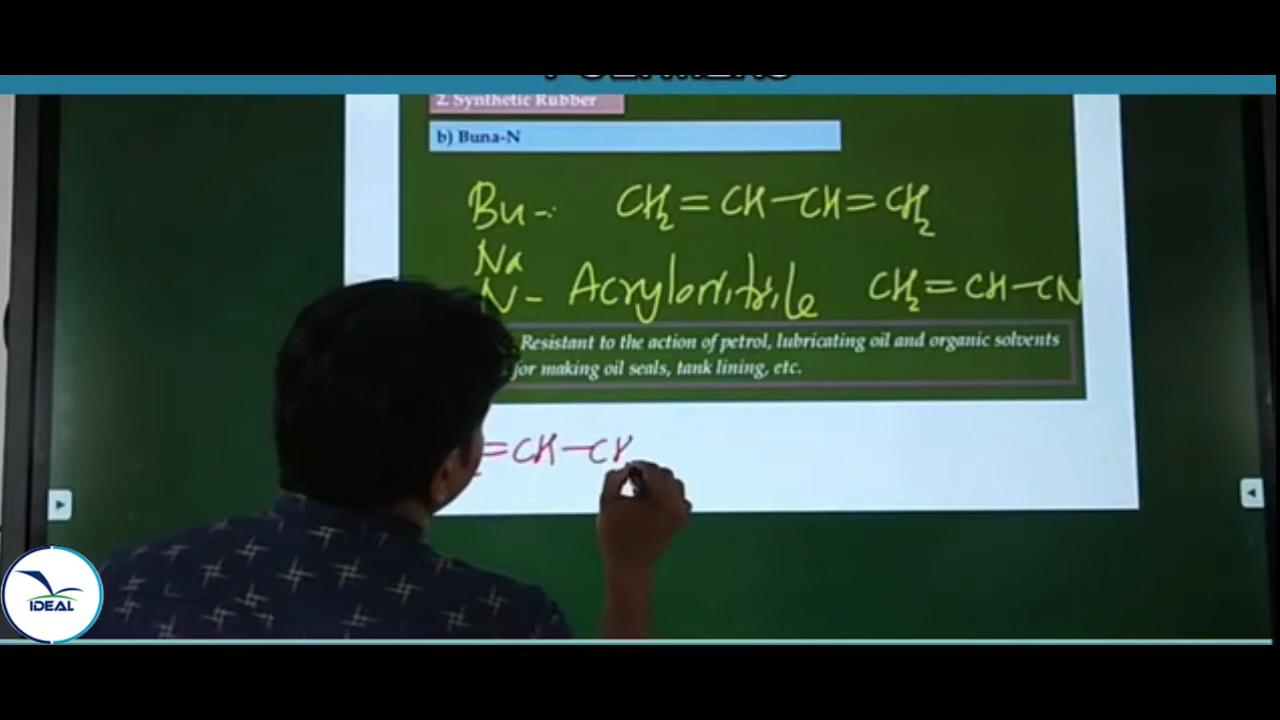 2. Synthetic Rubber
b) Buna-N
Bu - CH2 = CH - CH = CH2
Na
N - Acrylonitrile CH2 = CH - CN
Resistant to the action of petrol, lubricating oil and organic solvents
for making oil seals, tank lining, etc.
= CH - CH
IDEAL